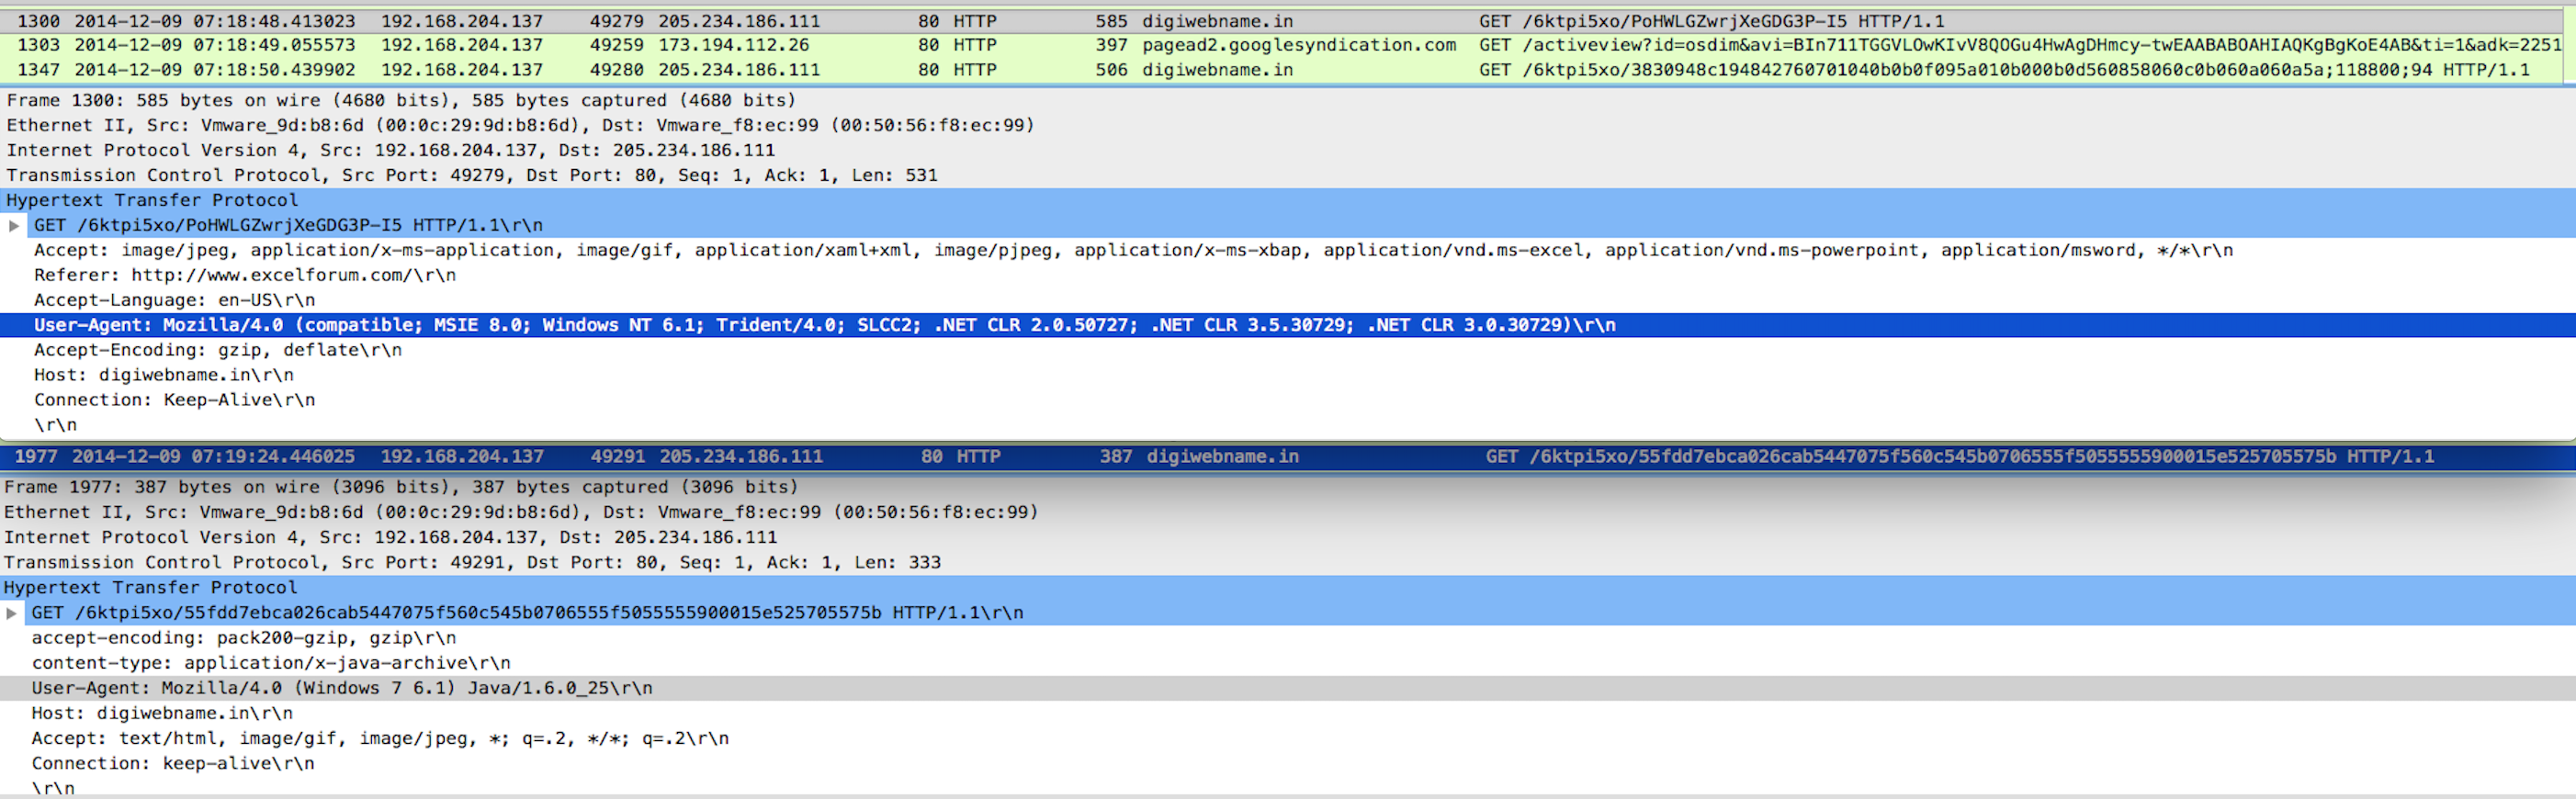 1300 2014-12-09 07:18:48.413023 192.168.204.137 49279 205.234.186.111 80 HTTP 585 digiwebname.in GET /6ktpi5xo/PoHWLGZwrjXeGDG3P-I5 HTTP/1.1
1303 2014-12-09 07:18:49.055573 192.168.204.137 49259 173.194.112.26 80 HTTP 397 pagead2.googlesyndication.com GET /activeview?id=osdim&avi=BIn711TGGVLOwKIvV8QOGu4HwAgDHmcy-twEAABABOAHIAQKgBgKoE4AB&ti=1&adk=2251
1347 2014-12-09 07:18:50.439902 192.168.204.137 49280 205.234.186.111 80 HTTP 506 digiwebname.in GET /6ktpi5xo/3830948c194842760701040b0b0f095a010b000b0d560858060c0b060a060a5a;118800;94 HTTP/1.1
Frame 1300: 585 bytes on wire (4680 bits), 585 bytes captured (4680 bits)
Ethernet II, Src: Vmware_9d:b8:6d (00:0c:29:9d:b8:6d), Dst: Vmware_f8:ec:99 (00:50:56:f8:ec:99)
Internet Protocol Version 4, Src: 192.168.204.137, Dst: 205.234.186.111
Transmission Control Protocol, Src Port: 49279, Dst Port: 80, Seq: 1, Ack: 1, Len: 531
Hypertext Transfer Protocol
GET /6ktpi5xo/PoHWLGZwrjXeGDG3P-I5 HTTP/1.1\r\n
Accept: image/jpeg, application/x-ms-application, image/gif, application/xaml+xml, image/pjpeg, application/x-ms-xbap, application/vnd.ms-excel, application/vnd.ms-powerpoint, application/msword, */*\r\n
Referer: http://www.excelforum.com/\r\n
Accept-Language: en-US\r\n
User-Agent: Mozilla/4.0 (compatible; MSIE 8.0; Windows NT 6.1; Trident/4.0; SLCC2; .NET CLR 2.0.50727; .NET CLR 3.5.30729; .NET CLR 3.0.30729)\r\n
Accept-Encoding: gzip, deflate\r\n
Host: digiwebname.in\r\n
Connection: Keep-Alive\r\n
\r\n
1977 2014-12-09 07:19:24.446025 192.168.204.137 49291 205.234.186.111 80 HTTP 387 digiwebname.in GET /6ktpi5xo/55fdd7ebca026cab5447075f560c545b0706555f5055555900015e525705575b HTTP/1.1
Frame 1977: 387 bytes on wire (3096 bits), 387 bytes captured (3096 bits)
Ethernet II, Src: Vmware_9d:b8:6d (00:0c:29:9d:b8:6d), Dst: Vmware_f8:ec:99 (00:50:56:f8:ec:99)
Internet Protocol Version 4, Src: 192.168.204.137, Dst: 205.234.186.111
Transmission Control Protocol, Src Port: 49291, Dst Port: 80, Seq: 1, Ack: 1, Len: 333
Hypertext Transfer Protocol
GET /6ktpi5xo/55fdd7ebca026cab5447075f560c545b0706555f5055555900015e525705575b HTTP/1.1\r\n
accept-encoding: pack200-gzip, gzip\r\n
content-type: application/x-java-archive\r\n
User-Agent: Mozilla/4.0 (Windows 7 6.1) Java/1.6.0_25\r\n
Host: digiwebname.in\r\n
Accept: text/html, image/gif, image/jpeg, *; q=.2, */*; q=.2\r\n
Connection: keep-alive\r\n
\r\n